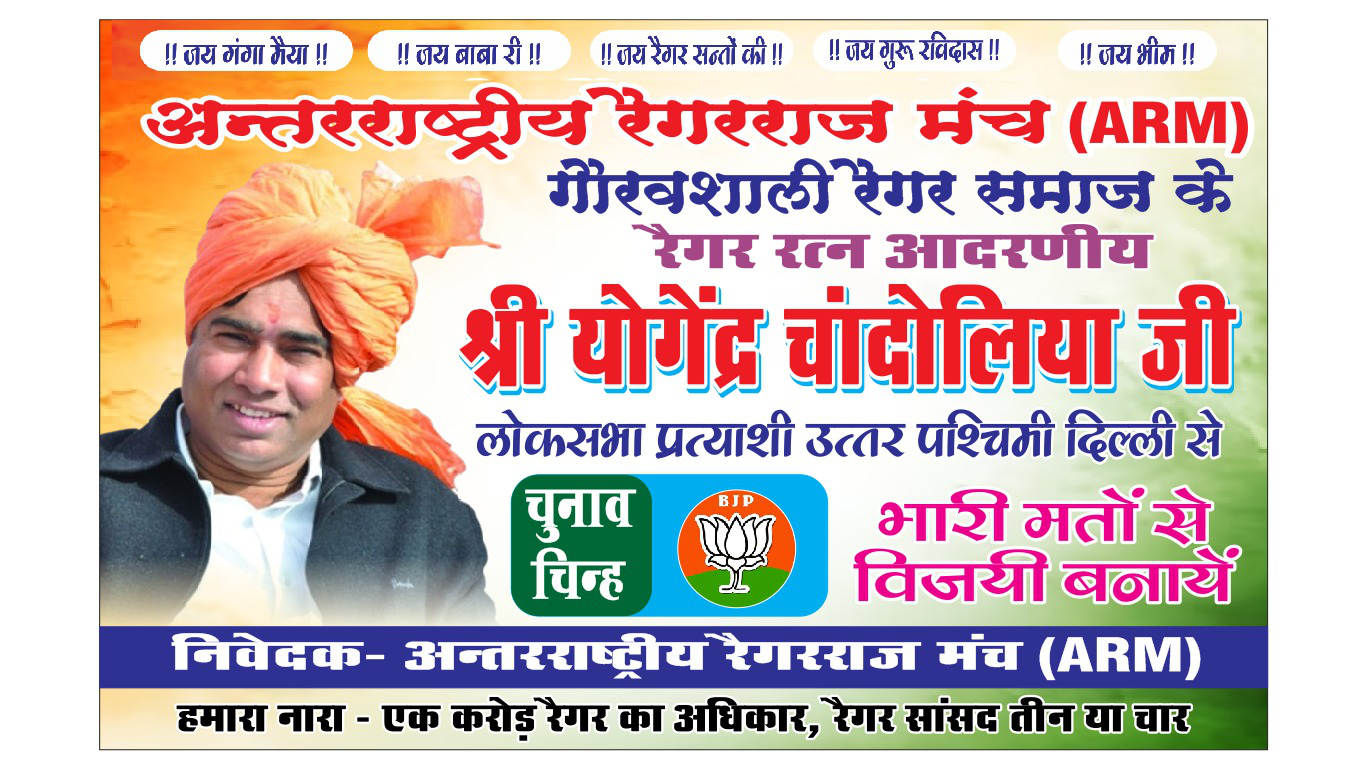 !! जय गंगा मैया !! !! जय बाबा री !! !! जय रैगर सन्तों की !! !! जय गुरू रविदास !! !! जय भीम !!
अन्तरराष्ट्रीय रैगरराज मंच (ARM)
गौरवशाली रैगर समाज के
रैगर रत्न आदरणीय
श्री योगेंद्र चांदोलिया जी
लोकसभा प्रत्याशी उत्तर पश्चिमी दिल्ली से
चुनाव
चिन्ह
BJP
भारी मतों से
विजयी बनायें
निवेदक- अन्तरराष्ट्रीय रैगरराज मंच (ARM)
हमारा नारा - एक करोड़ रैगर का अधिकार, रैगर सांसद तीन या चार